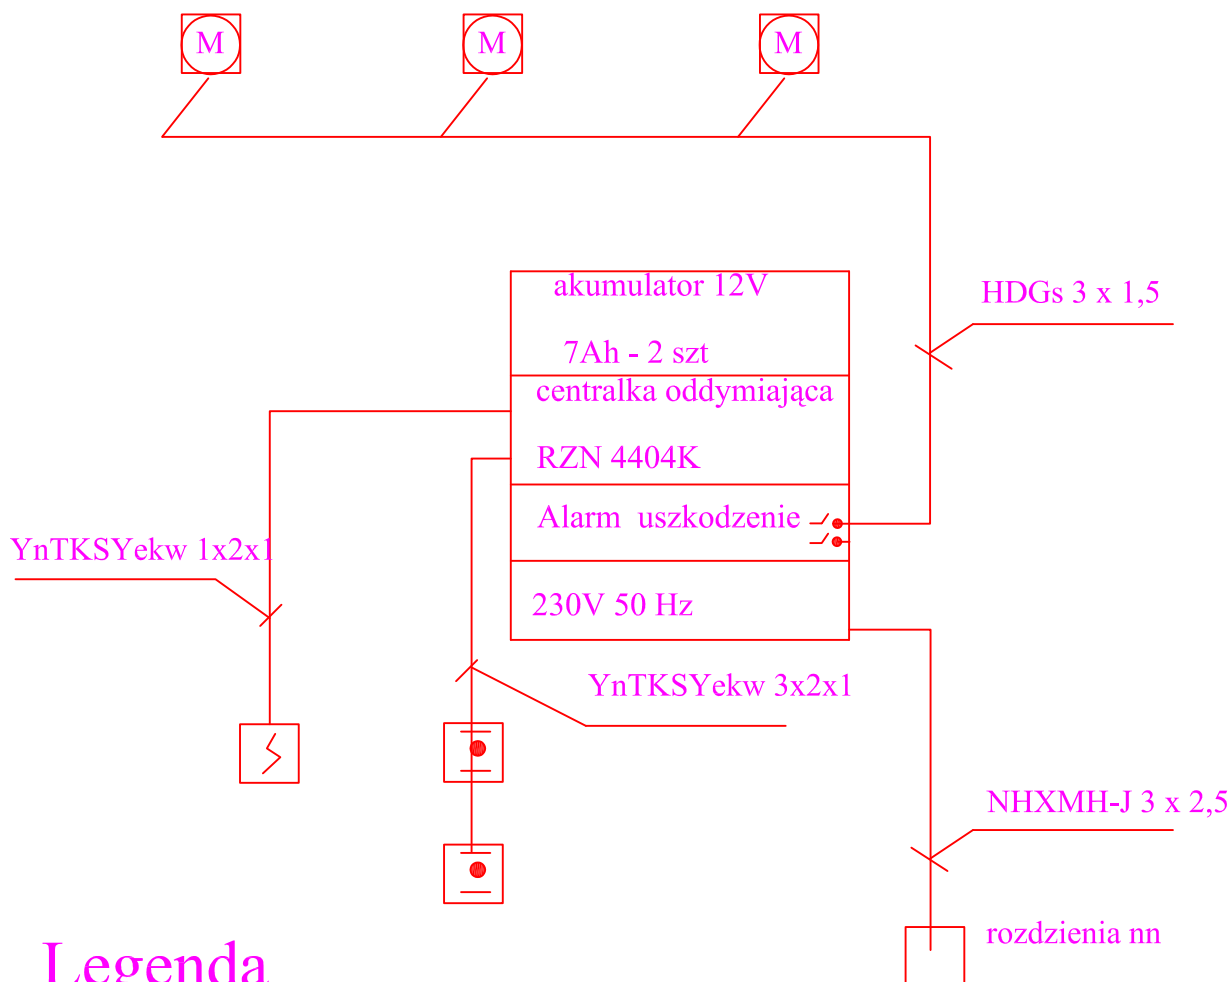 M M M
akumulator 12V
7Ah - 2 szt
HDGs 3 x 1,5
centralka oddymiająca
RZN 4404K
Alarm uszkodzenie
YnTKSYekw 1x2x1
230V 50 Hz
YnTKSYekw 3x2x1
NHXMH-J 3 x 2,5
rozdzienia nn
Legenda